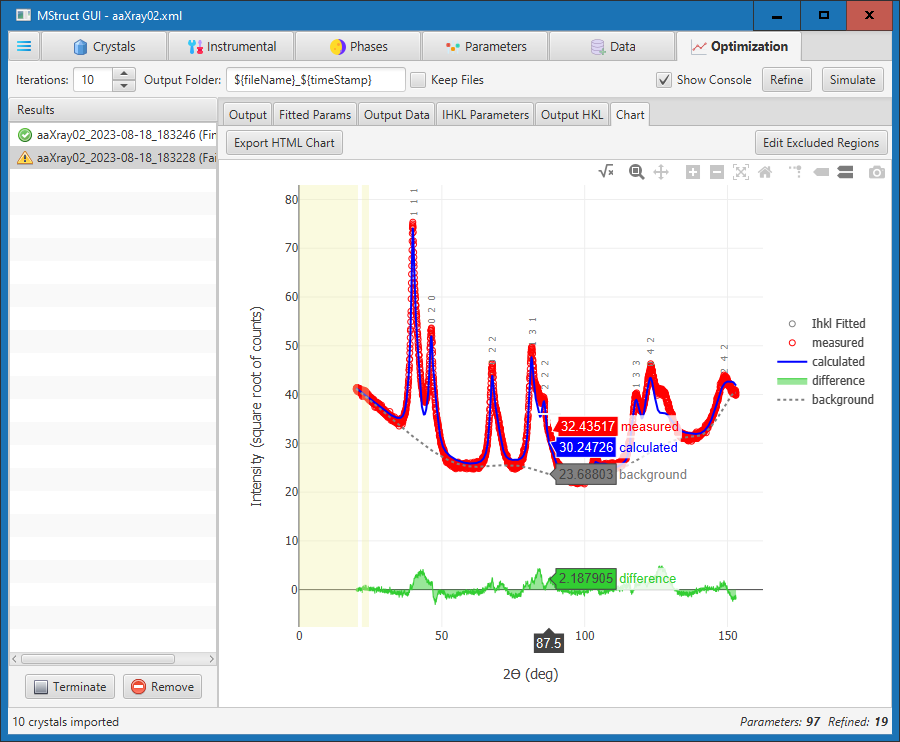 MStruct GUI - aaXray02.xml
Crystals
Instrumental
Phases
Parameters
Data
Optimization
Iterations:
10
Output Folder:
${fileName}_${timeStamp}
Keep Files
Show Console
Refine
Simulate
Results
aaXray02_2023-08-18_183246 (Fir
aaXray02_2023-08-18_183228 (Fai
Output
Fitted Params
Output Data
IHKL Parameters
Output HKL
Chart
Export HTML Chart
Edit Excluded Regions
80
70
60
50
40
30
20
10
0
Intensity (square root of counts)
1 1 1
0 2 0
2 2
3 1
2 2 2
1 3 3
4 2
2 4 2
32.43517 measured
30.24726 calculated
23.68803 background
2.187905 difference
0
50
87.5
100
150
2Θ (deg)
Ihkl Fitted
measured
calculated
difference
background
Terminate
Remove
10 crystals imported
Parameters: 97 Refined: 19